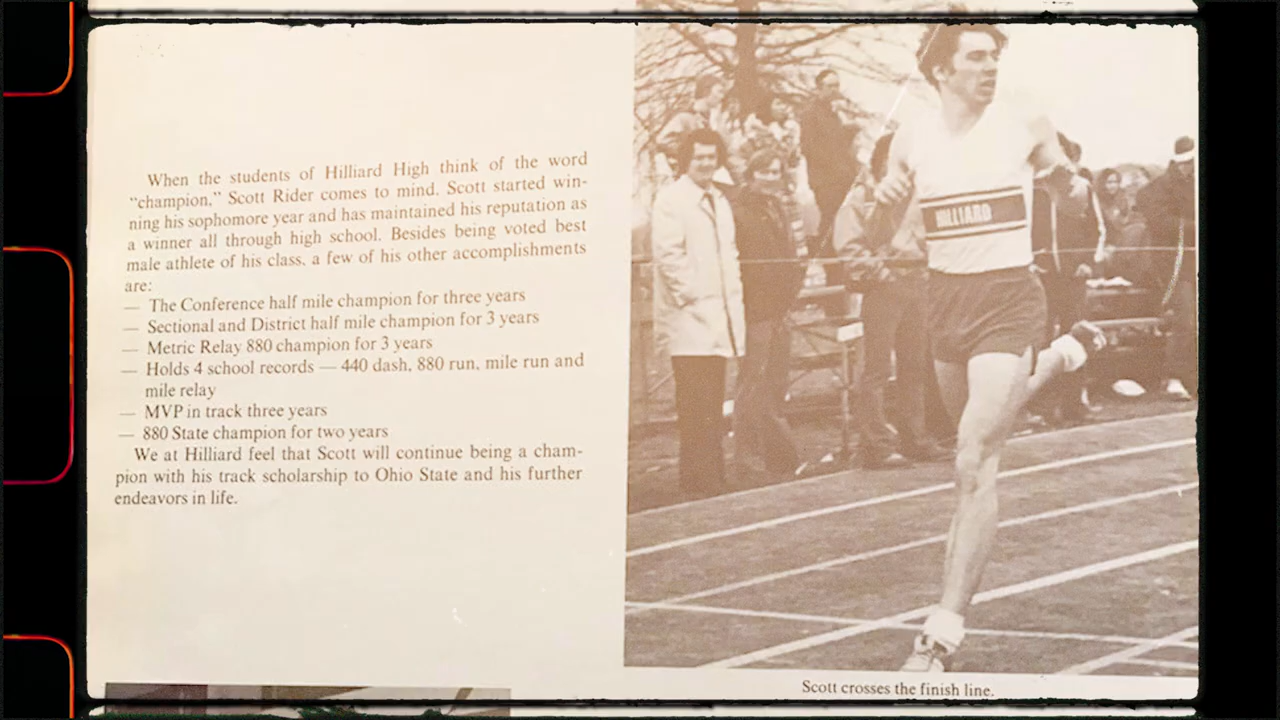 When the students of Hilliard High think of the word
"champion," Scott Rider comes to mind. Scott started win-
ning his sophomore year and has maintained his reputation as
a winner all through high school. Besides being voted best
male athlete of his class, a few of his other accomplishments
are:
— The Conference half mile champion for three years
— Sectional and District half mile champion for 3 years
— Metric Relay 880 champion for 3 years
— Holds 4 school records — 440 dash, 880 run, mile run and
mile relay
— MVP in track three years
— 880 State champion for two years
We at Hilliard feel that Scott will continue being a cham-
pion with his track scholarship to Ohio State and his further
endeavors in life.
HILLIARD
Scott crosses the finish line.